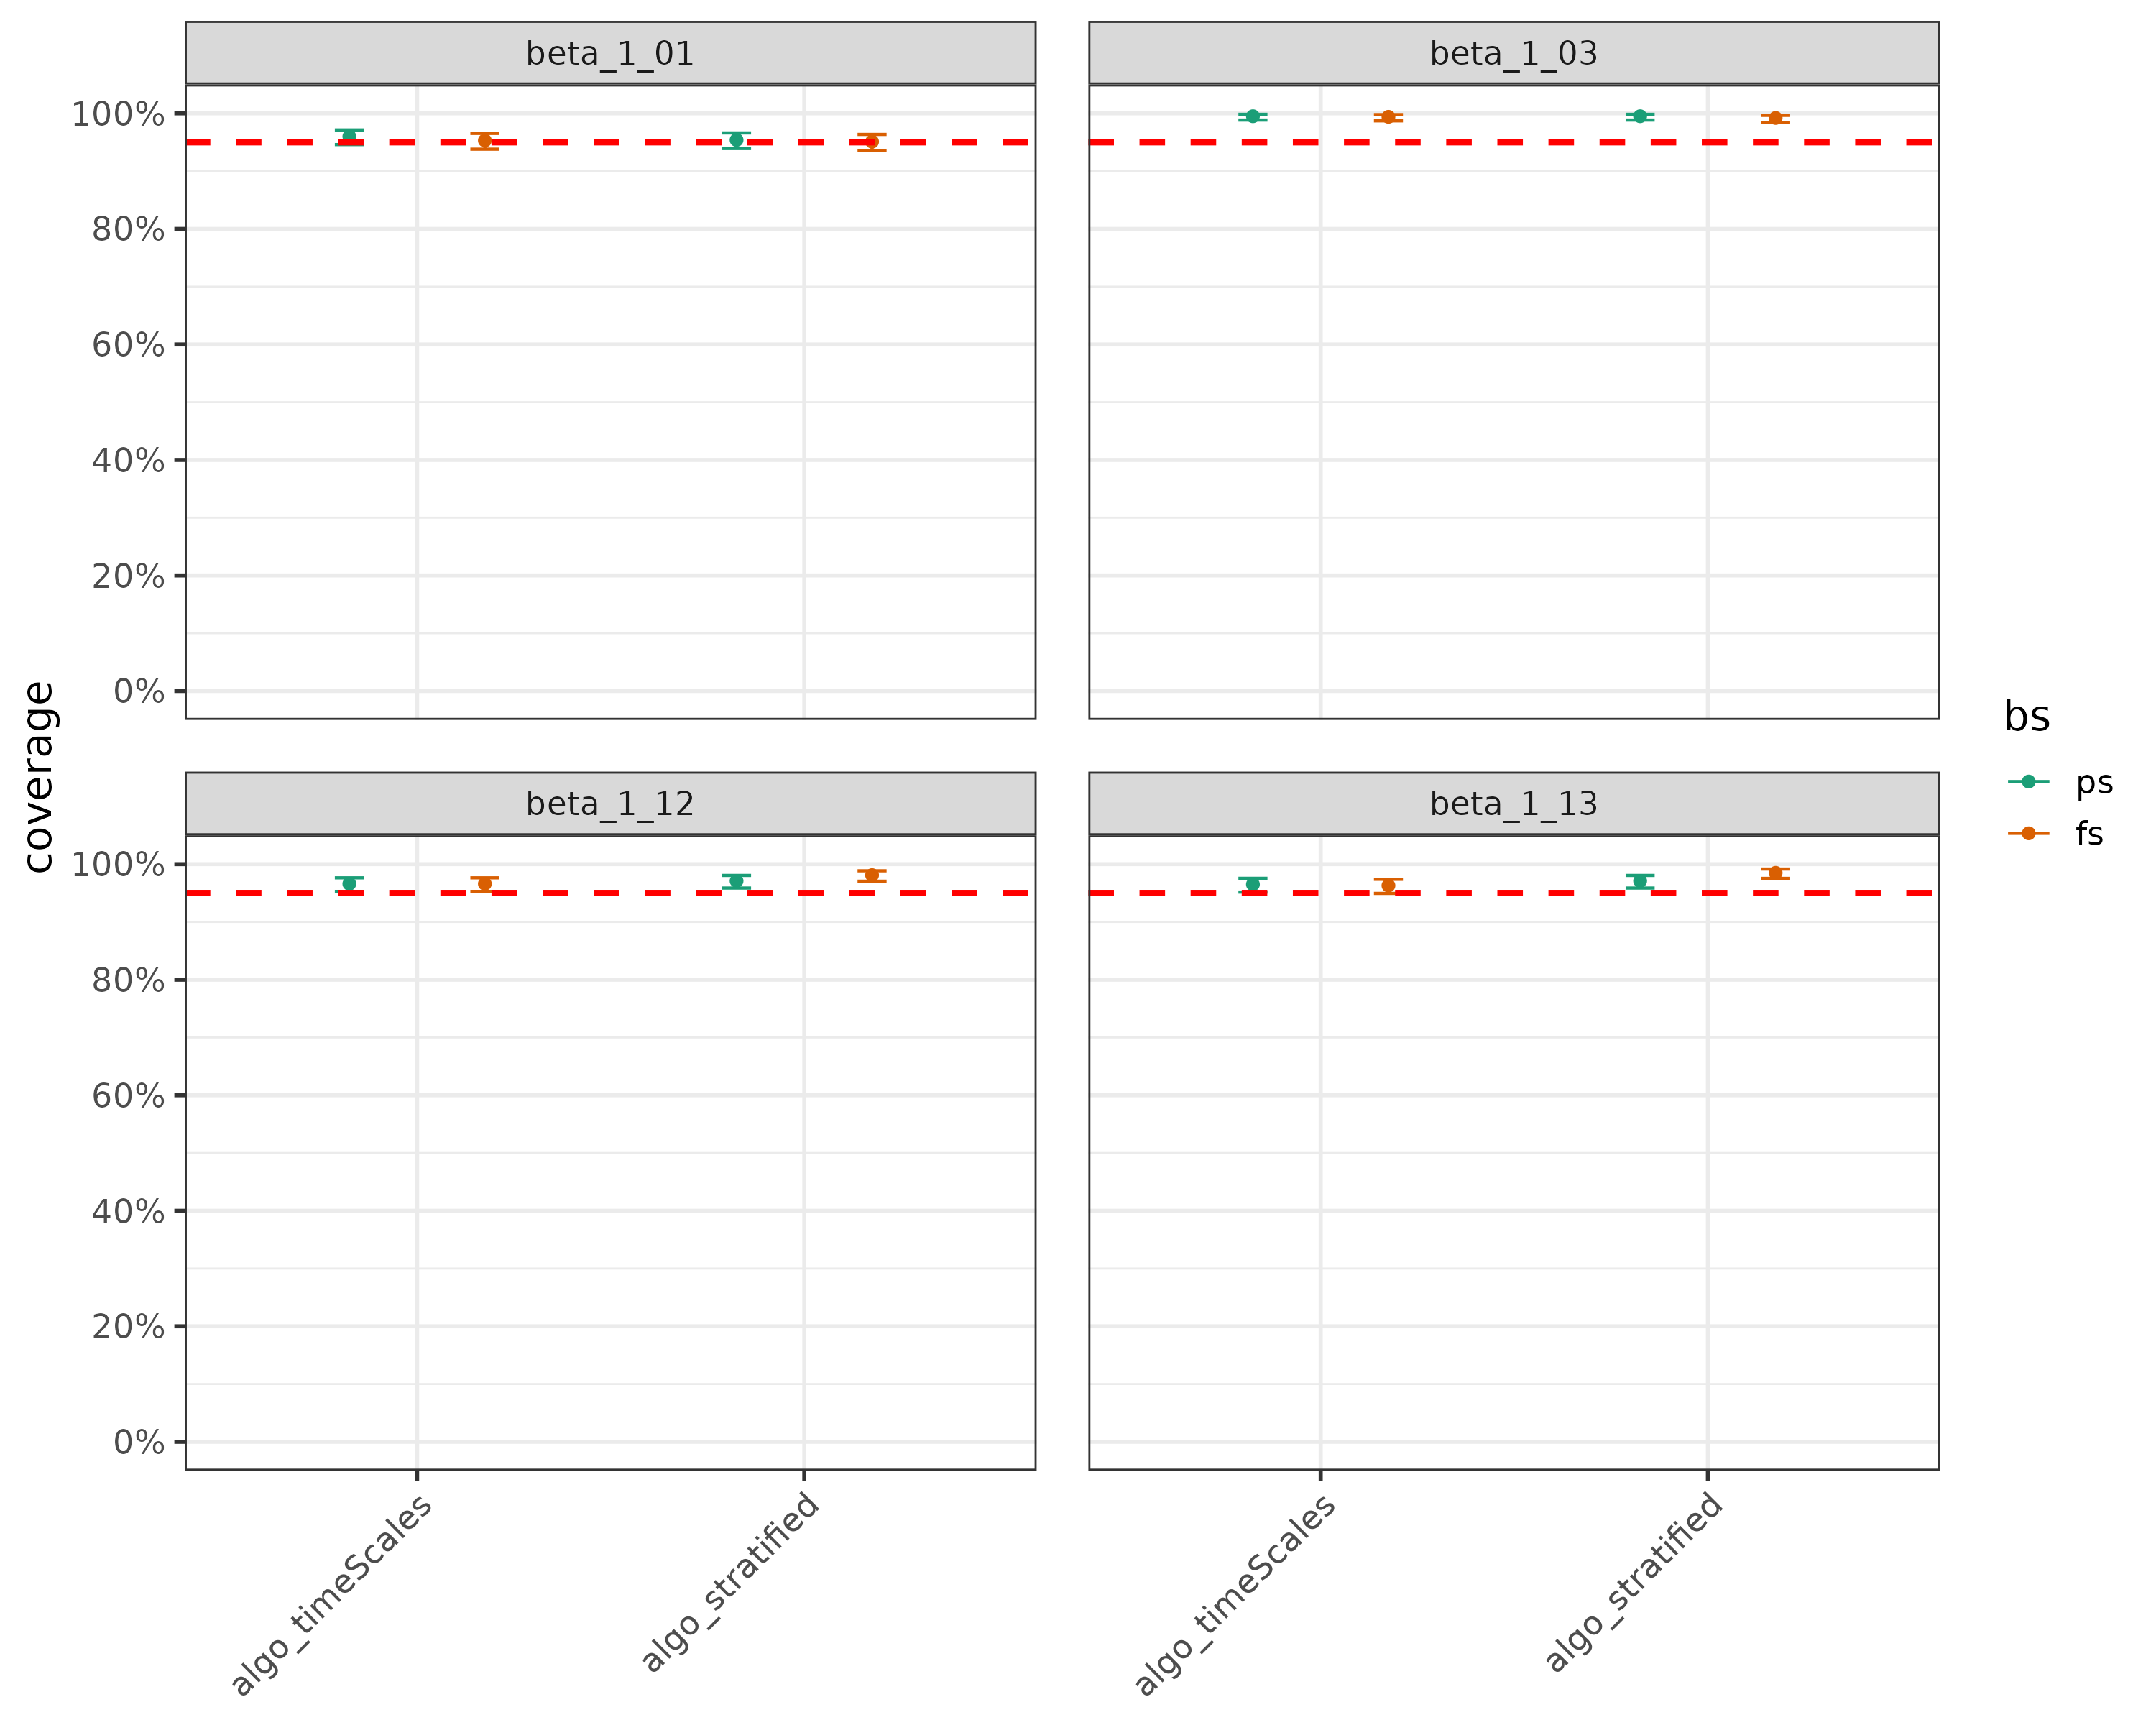 beta_1_01
beta_1_03
100%
80%
60%
40%
20%
0%
coverage
beta_1_12
beta_1_13
100%
80%
60%
40%
20%
0%
algo_timeScales
algo_stratified
algo_timeScales
algo_stratified
bs
ps
fs